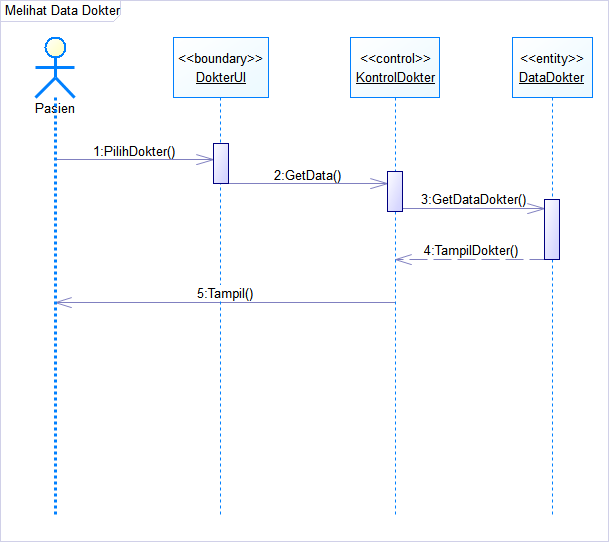 Melihat Data Dokter
<<boundary>>
DokterUI
<<control>>
KontrolDokter
<<entity>>
DataDokter
Pasien
1:PilihDokter()
2:GetData()
3:GetDataDokter()
4:TampilDokter()
5:Tampil()